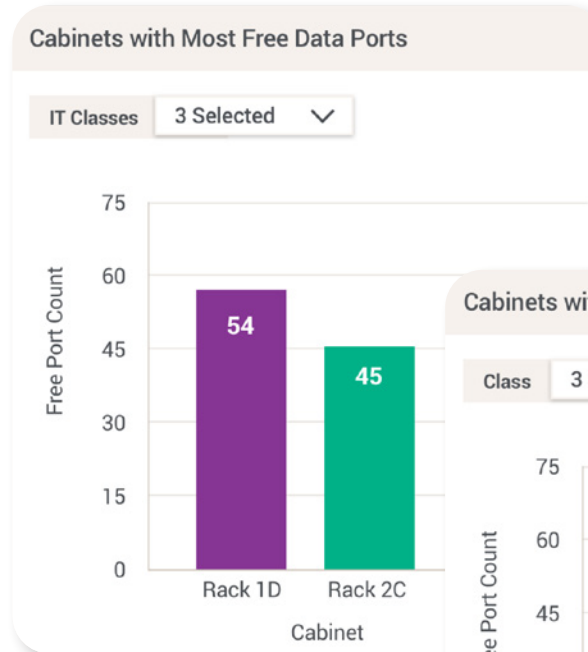 Cabinets with Most Free Data Ports
IT Classes 3 Selected
75
60
45
30
15
0
Free Port Count
54
45
Rack 1D Rack 2C
Cabinet
Cabinets wi
Class 3
75
60
45
ee Port Count